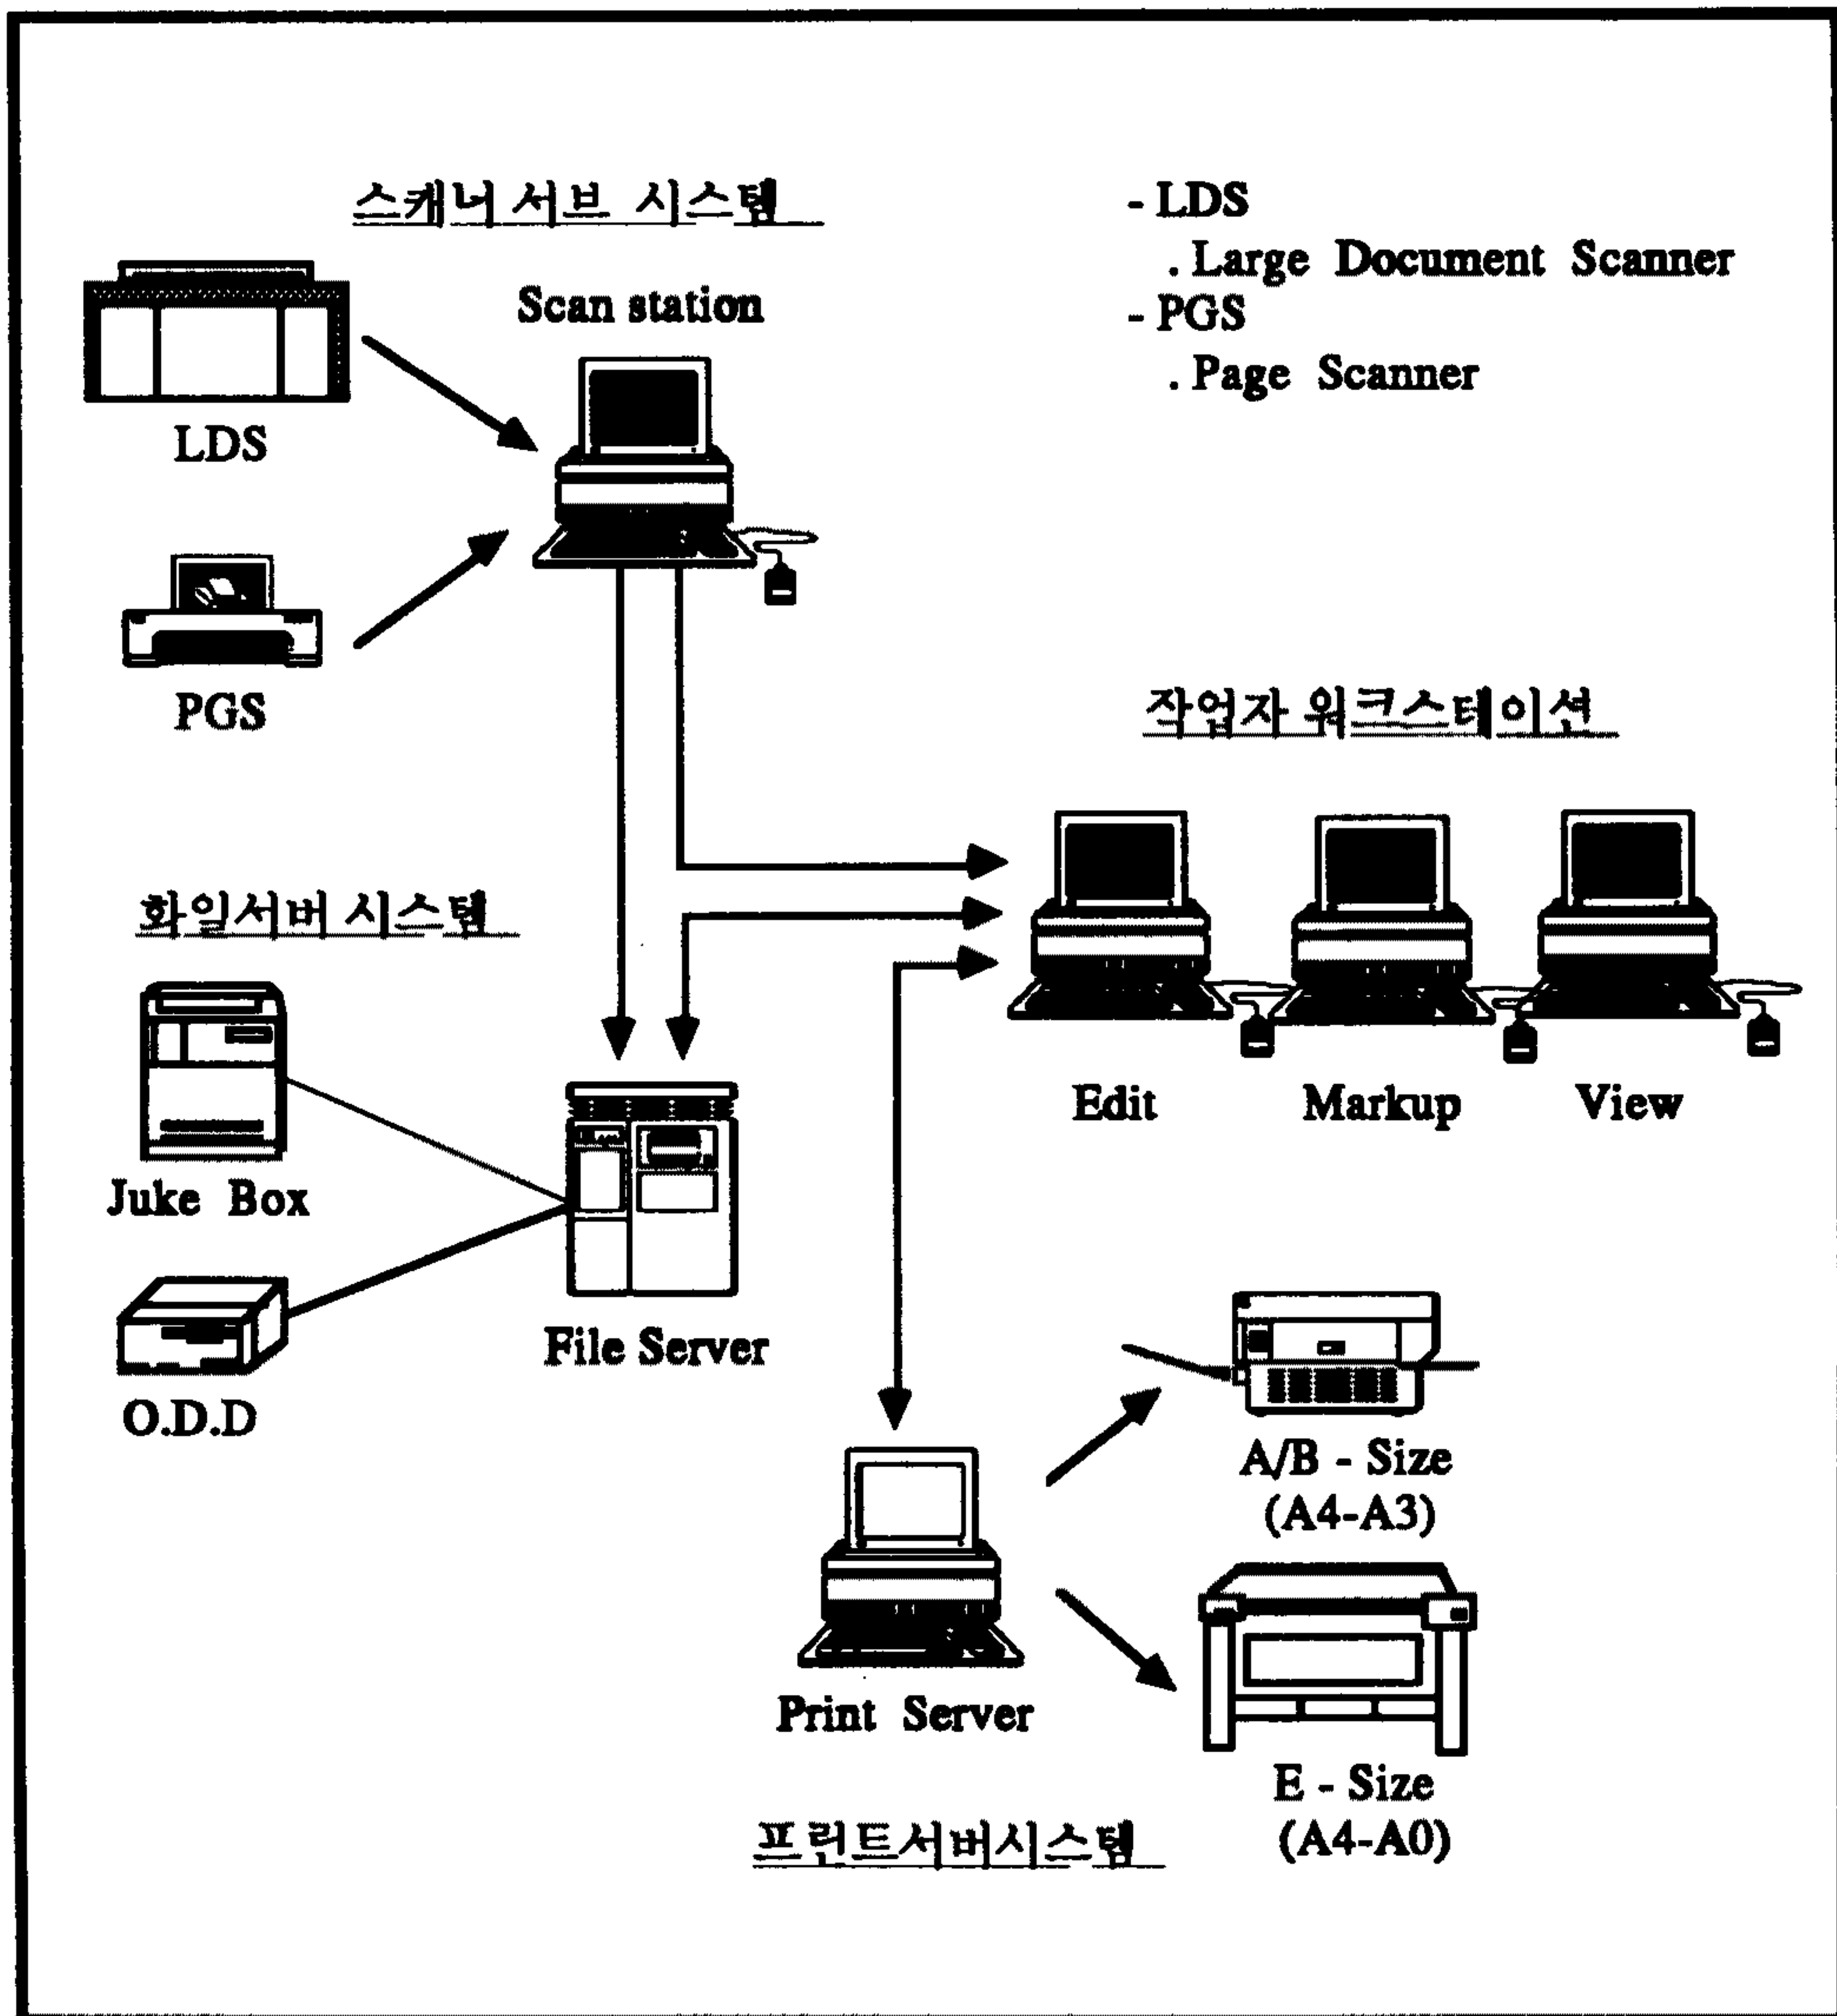 스캐너 서브 시스템
- LDS
. Large Document Scanner
- PGS
. Page Scanner
Scan station
LDS
PGS
작업자 워크스테이션
화일서버 시스템
Edit
Markup
View
Juke Box
File Server
O.D.D
A/B - Size
(A4-A3)
Print Server
E - Size
(A4-A0)
프린트서버시스템